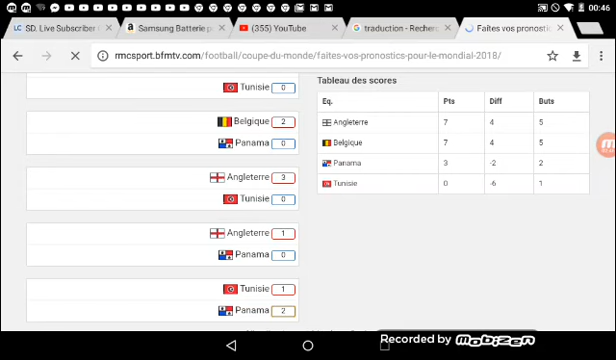 00:46
SD. Live Subscriber
Samsung Batterie p
(355) YouTube
traduction - Recherc
Faîtes vos pronosti
rmcsport.bfmtv.com/football/coupe-du-monde/faites-vos-pronostics-pour-le-mondial-2018/
Tunisie 0
Belgique 2
Panama 0
Angleterre 3
Tunisie 0
Angleterre 1
Panama 0
Tunisie 1
Panama 2
Tableau des scores
Eq. Pts Diff Buts
Angleterre 7 4 5
Belgique 7 4 5
Panama 3 -2 2
Tunisie 0 -6 1
Recorded by Mobizen